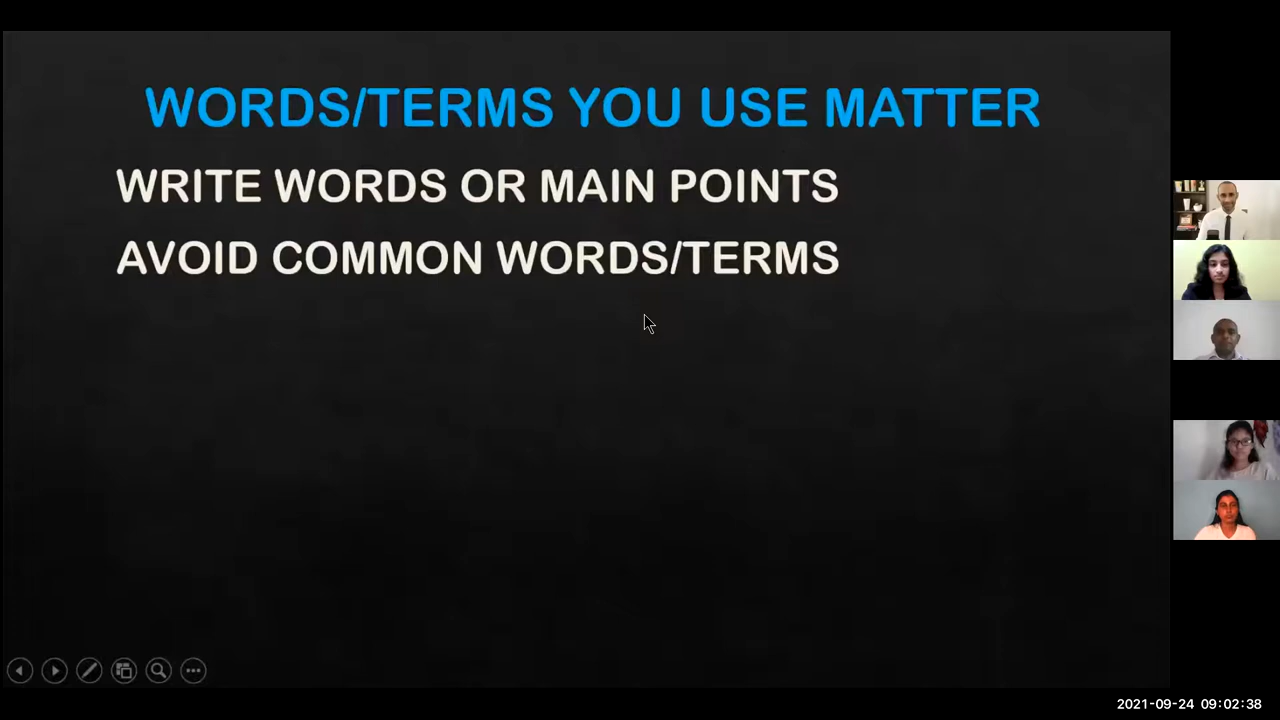 WORDS/TERMS YOU USE MATTER
WRITE WORDS OR MAIN POINTS
AVOID COMMON WORDS/TERMS
2021-09-24 09:02:38